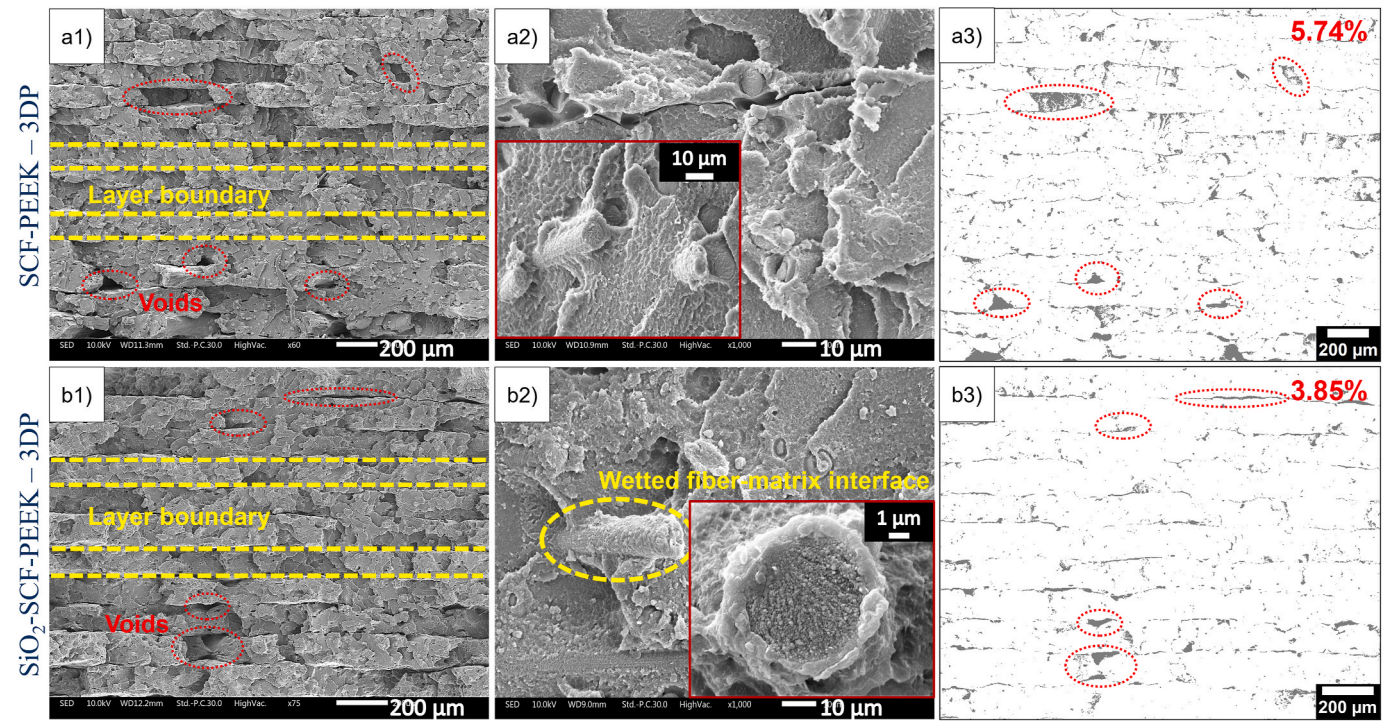 SCF-PEEK – 3DP
a1)
Layer boundary
Voids
SED 10.0kV WD11.3mm Std.-P.C.30.0 HighVac. x60
200 µm
a2)
10 µm
SED 10.0kV WD10.9mm Std.-P.C.30.0 HighVac. x1,000
10 µm
a3)
5.74%
200 µm
SiO₂-SCF-PEEK – 3DP
b1)
Layer boundary
Voids
SED 10.0kV WD12.2mm Std.-P.C.30.0 HighVac. x75
200 µm
b2)
Wetted fiber-matrix interface
1 µm
SED 10.0kV WD9.0mm Std.-P.C.30.0 HighVac. x1,000
10 µm
b3)
3.85%
200 µm